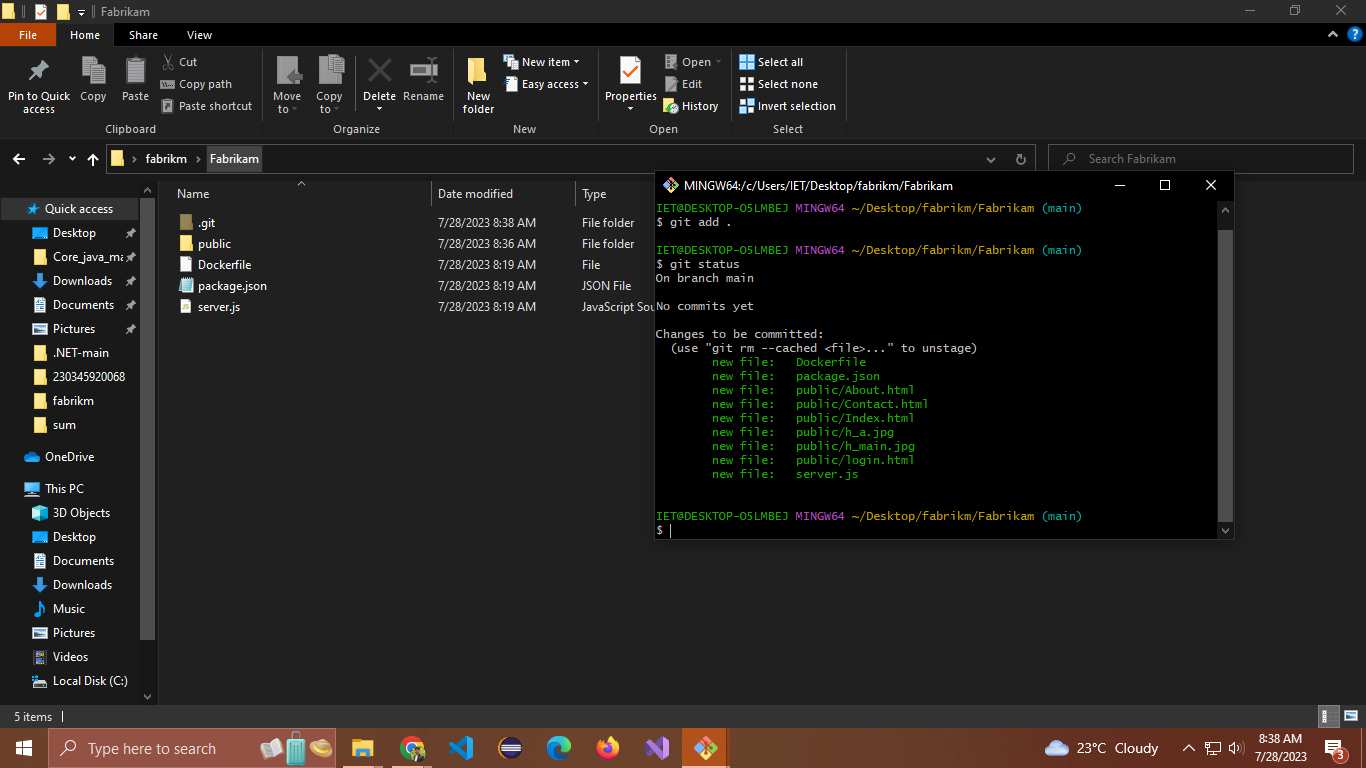 Fabrikam
File Home Share View
Pin to Quick access
Copy
Paste
Cut
Copy path
Paste shortcut
Clipboard
Move to
Copy to
Delete
Rename
Organize
New folder
New item
Easy access
New
Properties
Open
Edit
History
Open
Select all
Select none
Invert selection
Select
fabrikm > Fabrikam
Search Fabrikam
Quick access
Desktop
Core_java_ma
Downloads
Documents
Pictures
.NET-main
230345920068
fabrikm
sum
OneDrive
This PC
3D Objects
Desktop
Documents
Downloads
Music
Pictures
Videos
Local Disk (C:)
Name Date modified Type
.git 7/28/2023 8:38 AM File folder
public 7/28/2023 8:36 AM File folder
Dockerfile 7/28/2023 8:19 AM File
package.json 7/28/2023 8:19 AM JSON File
server.js 7/28/2023 8:19 AM JavaScript Sou
MINGW64:/c/Users/IET/Desktop/fabrikm/Fabrikam
IET@DESKTOP-O5LMBEJ MINGW64 ~/Desktop/fabrikm/Fabrikam (main)
$ git add .
IET@DESKTOP-O5LMBEJ MINGW64 ~/Desktop/fabrikm/Fabrikam (main)
$ git status
On branch main
No commits yet
Changes to be committed:
(use "git rm --cached <file>..." to unstage)
new file: Dockerfile
new file: package.json
new file: public/About.html
new file: public/Contact.html
new file: public/Index.html
new file: public/h_a.jpg
new file: public/h_main.jpg
new file: public/login.html
new file: server.js
IET@DESKTOP-O5LMBEJ MINGW64 ~/Desktop/fabrikm/Fabrikam (main)
$
5 items
Type here to search
23°C Cloudy
8:38 AM
7/28/2023
3